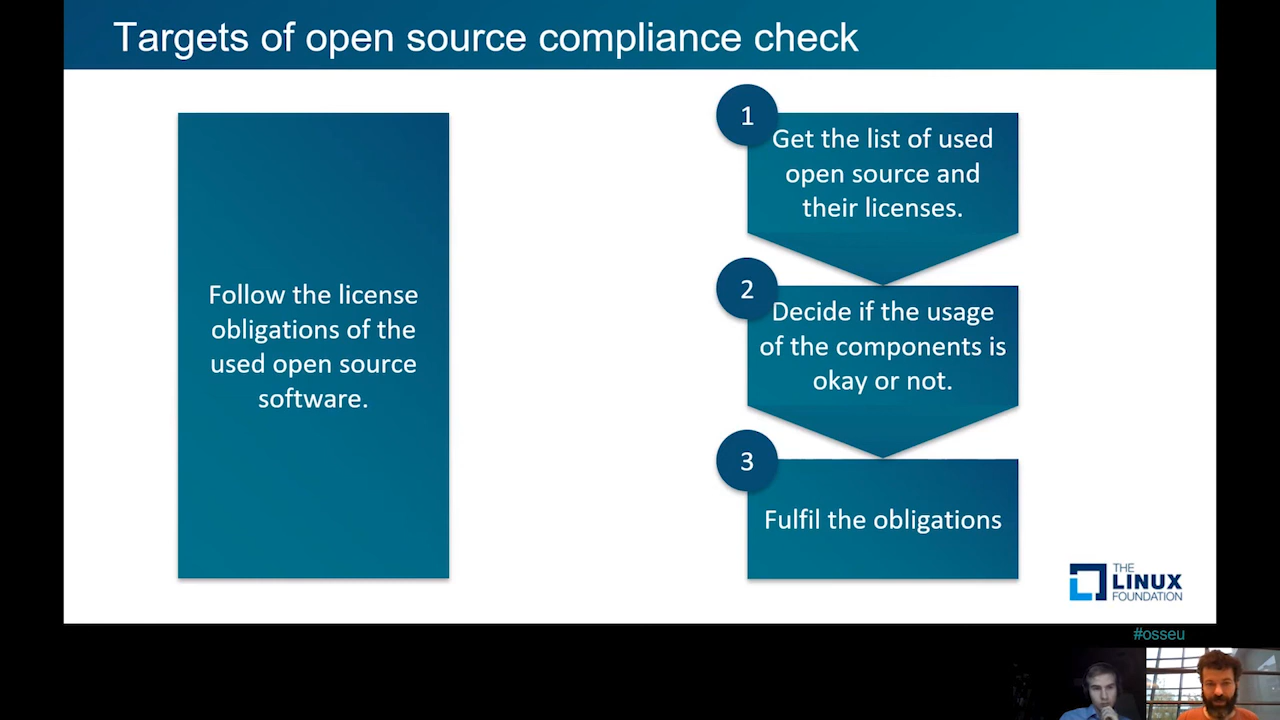 Targets of open source compliance check
Follow the license
obligations of the
used open source
software.
1
Get the list of used
open source and
their licenses.
2
Decide if the usage
of the components is
okay or not.
3
Fulfil the obligations
THE
LINUX
FOUNDATION
#osseu